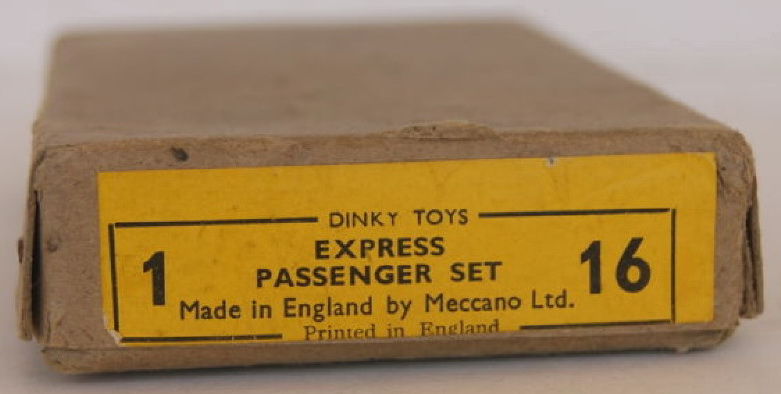 DINKY TOYS
1 EXPRESS 16
PASSENGER SET
Made in England by Meccano Ltd.
Printed in England